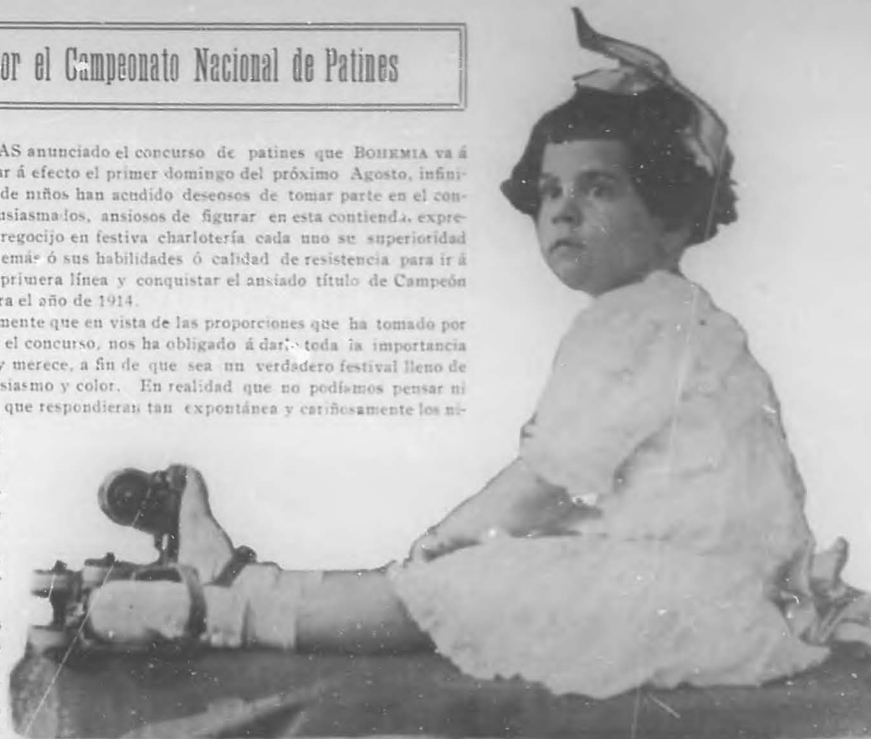 or el Campeonato Nacional de Patines
AS anunciado el concurso de patines que BOHEMIA va á
ar á efecto el primer domingo del próximo Agosto, infini-
de niños han acudido deseosos de tomar parte en el con-
usiasmados, ansiosos de figurar en esta contienda, expre-
regocijo en festiva charlotería cada uno su superioridad
emás ó sus habilidades ó calidad de resistencia para ir á
primera línea y conquistar el ansiado título de Campeón
ra el año de 1914.
mente que en vista de las proporciones que ha tomado por
el concurso, nos ha obligado á darle toda la importancia
y merece, a fin de que sea un verdadero festival lleno de
siasmo y color. En realidad que no podíamos pensar ni
que respondieran tan expontánea y cariñosamente los ni-